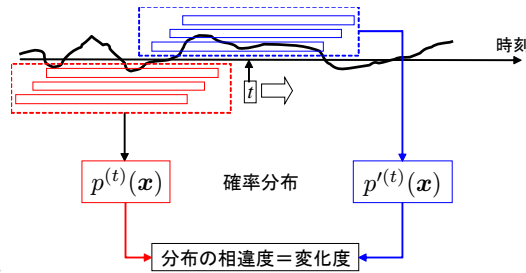 時刻
t
p^{(t)}(x)
確率分布
p'^{(t)}(x)
分布の相違度＝変化度